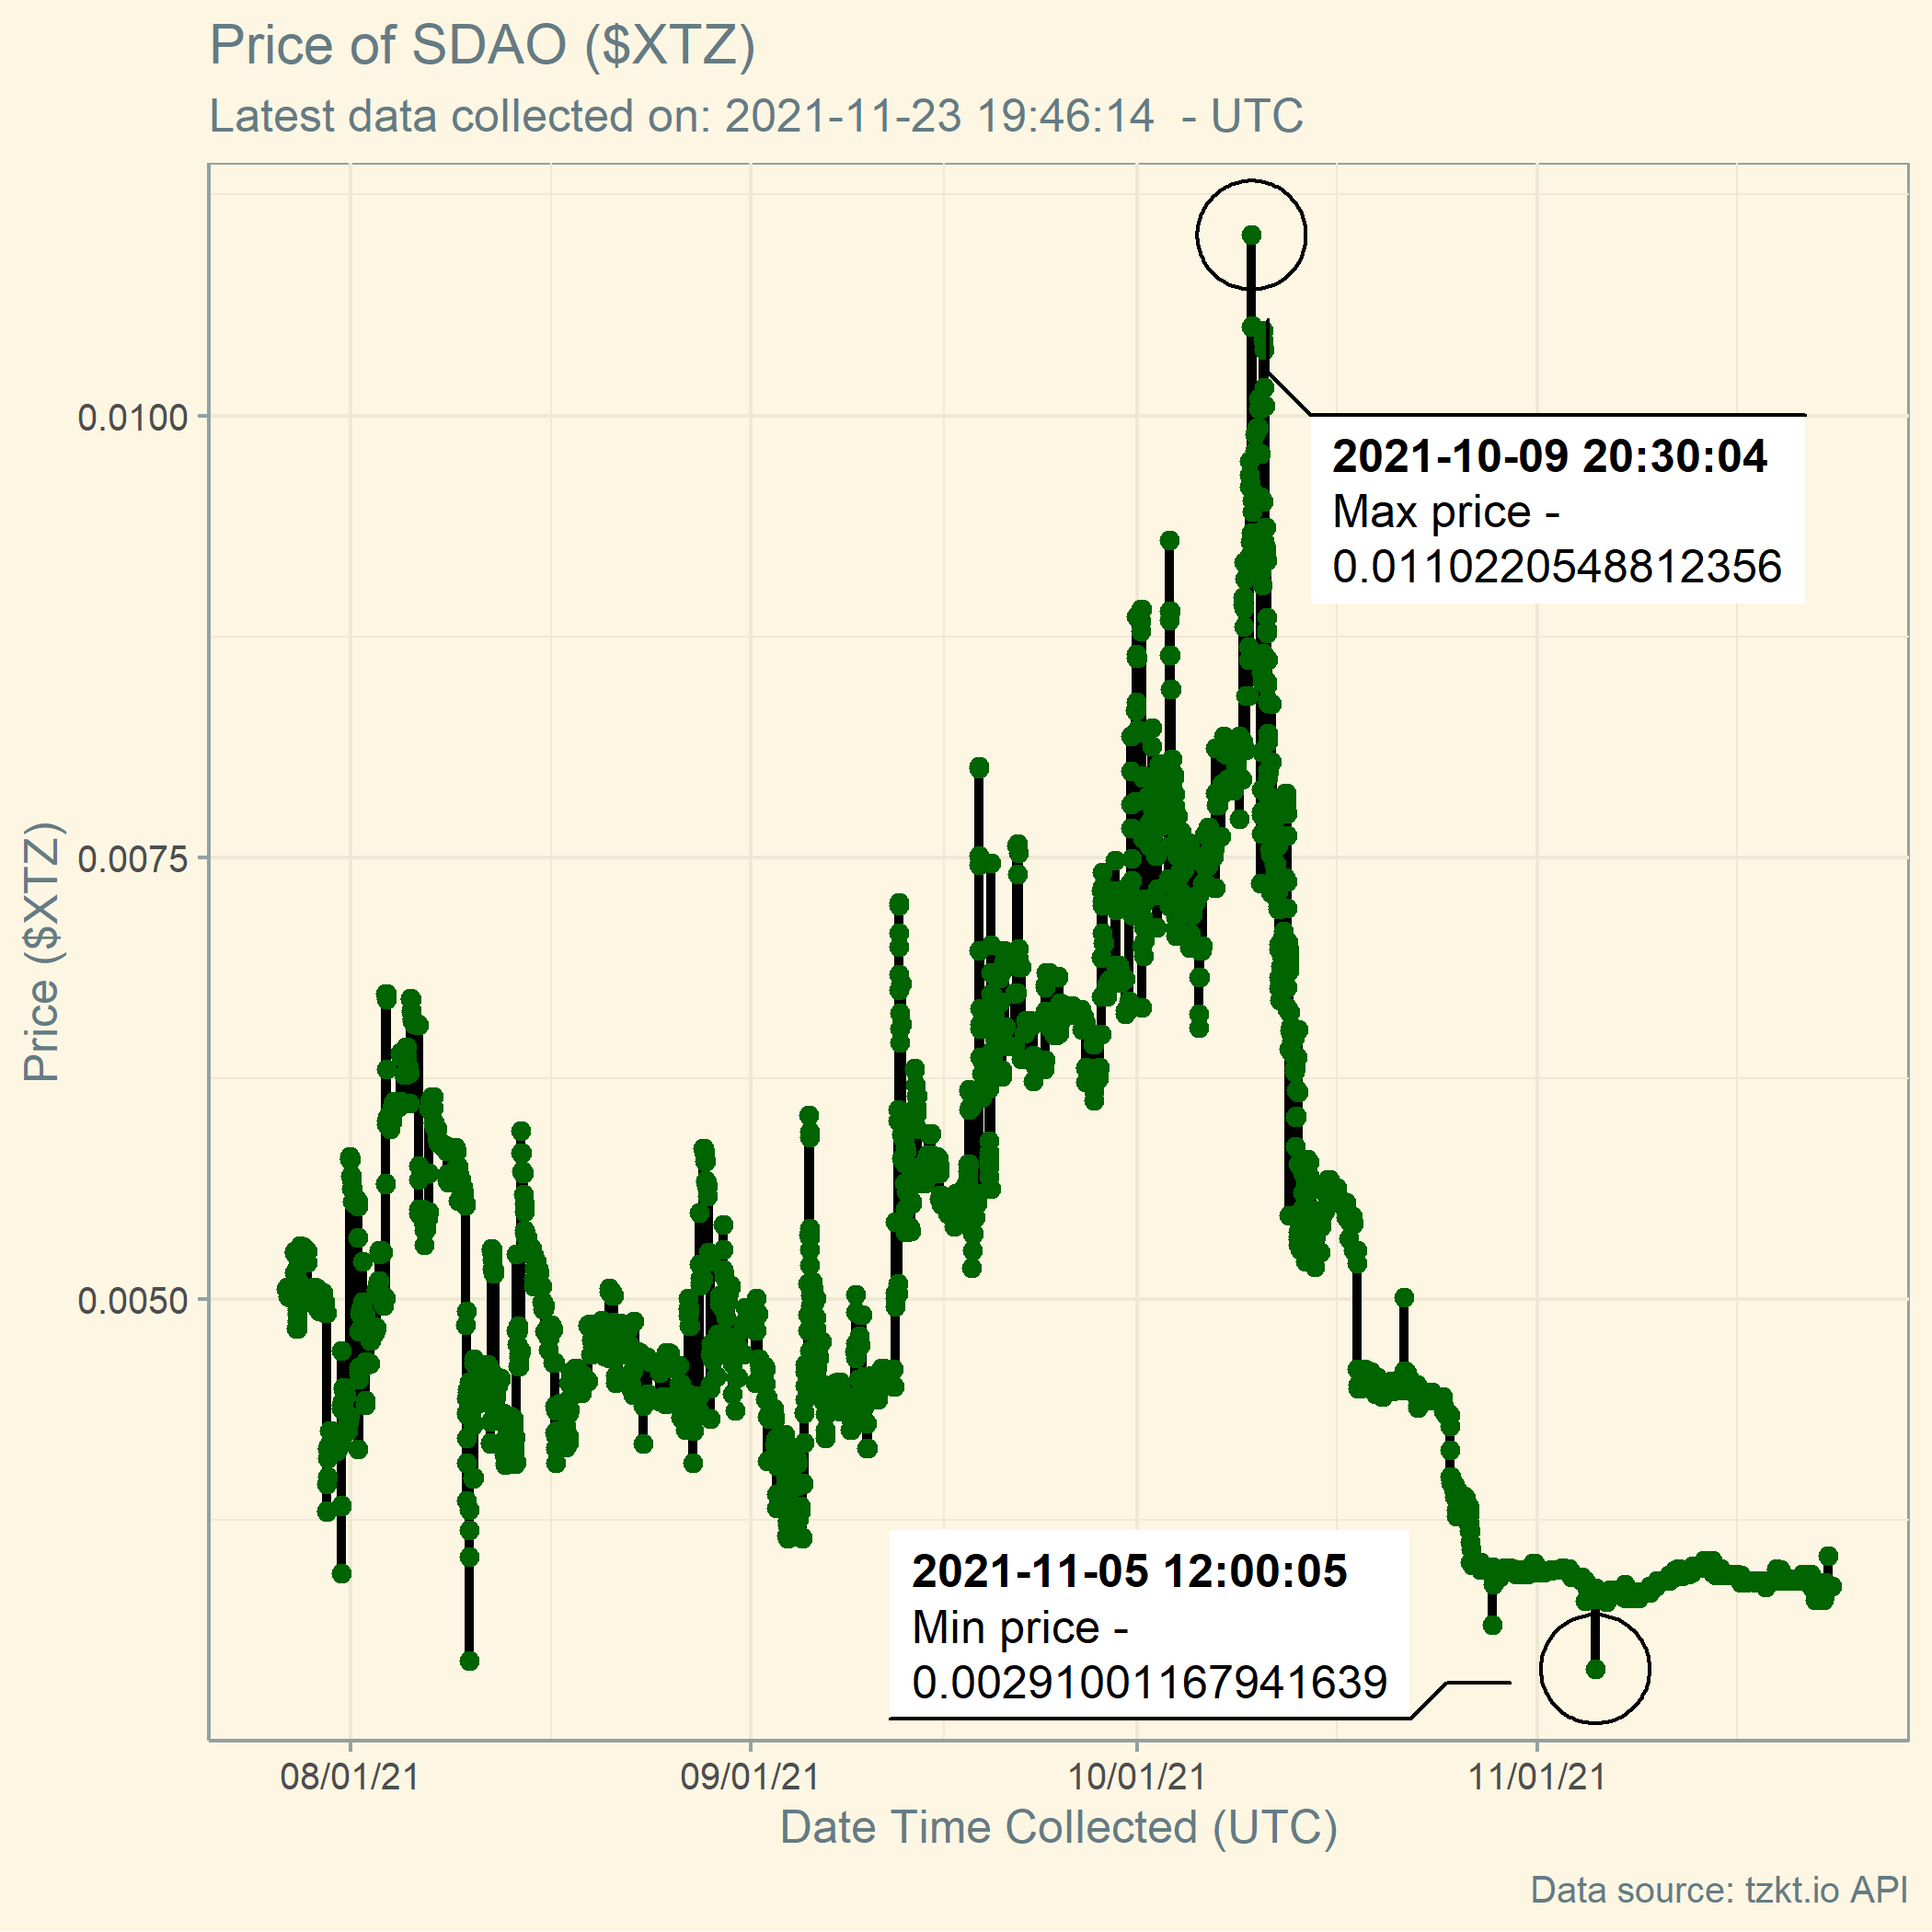 Price of SDAO ($XTZ)
Latest data collected on: 2021-11-23 19:46:14  - UTC
0.0100
2021-10-09 20:30:04
Max price -
0.0110220548812356
0.0075
Price ($XTZ)
0.0050
2021-11-05 12:00:05
Min price -
0.00291001167941639
08/01/21
09/01/21
10/01/21
11/01/21
Date Time Collected (UTC)
Data source: tzkt.io API